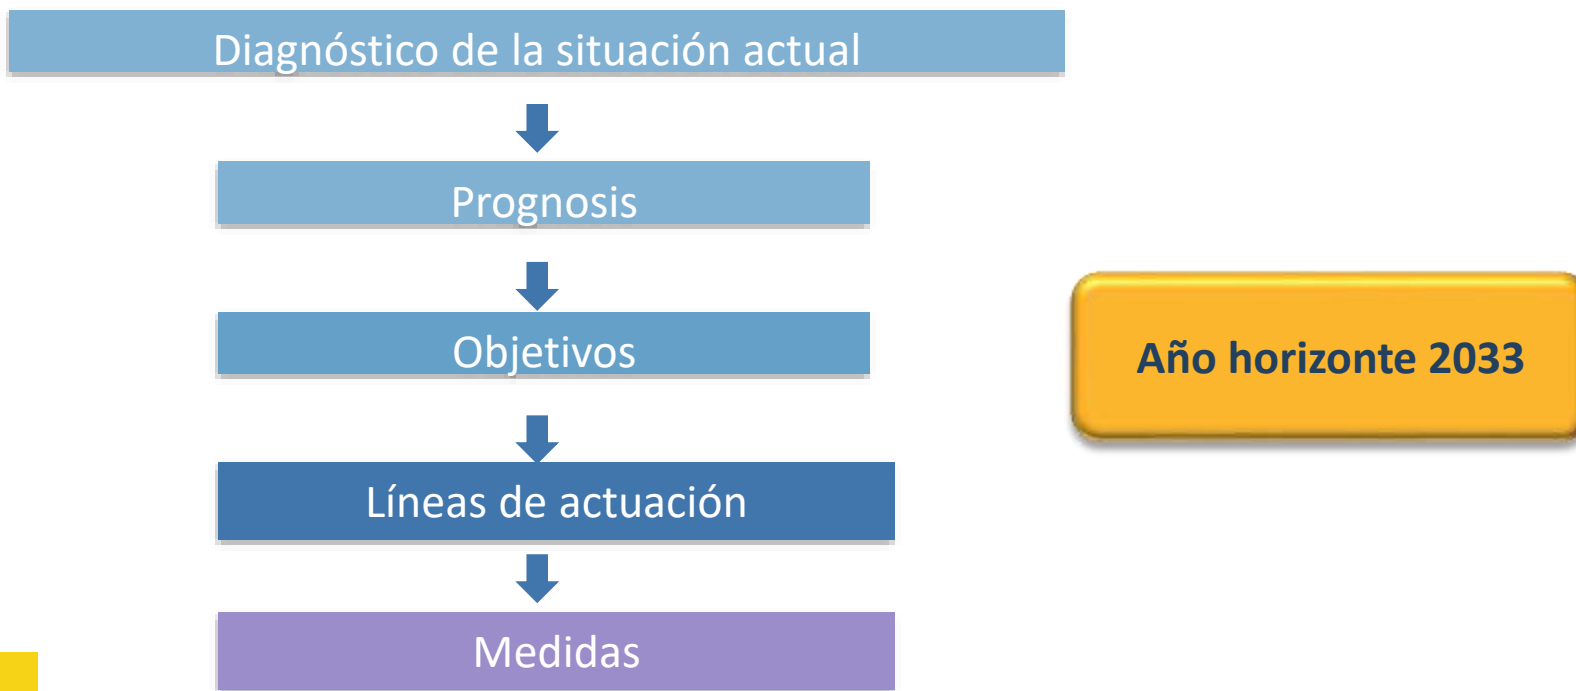 Diagnóstico de la situación actual
Prognosis
Objetivos
Año horizonte 2033
Líneas de actuación
Medidas